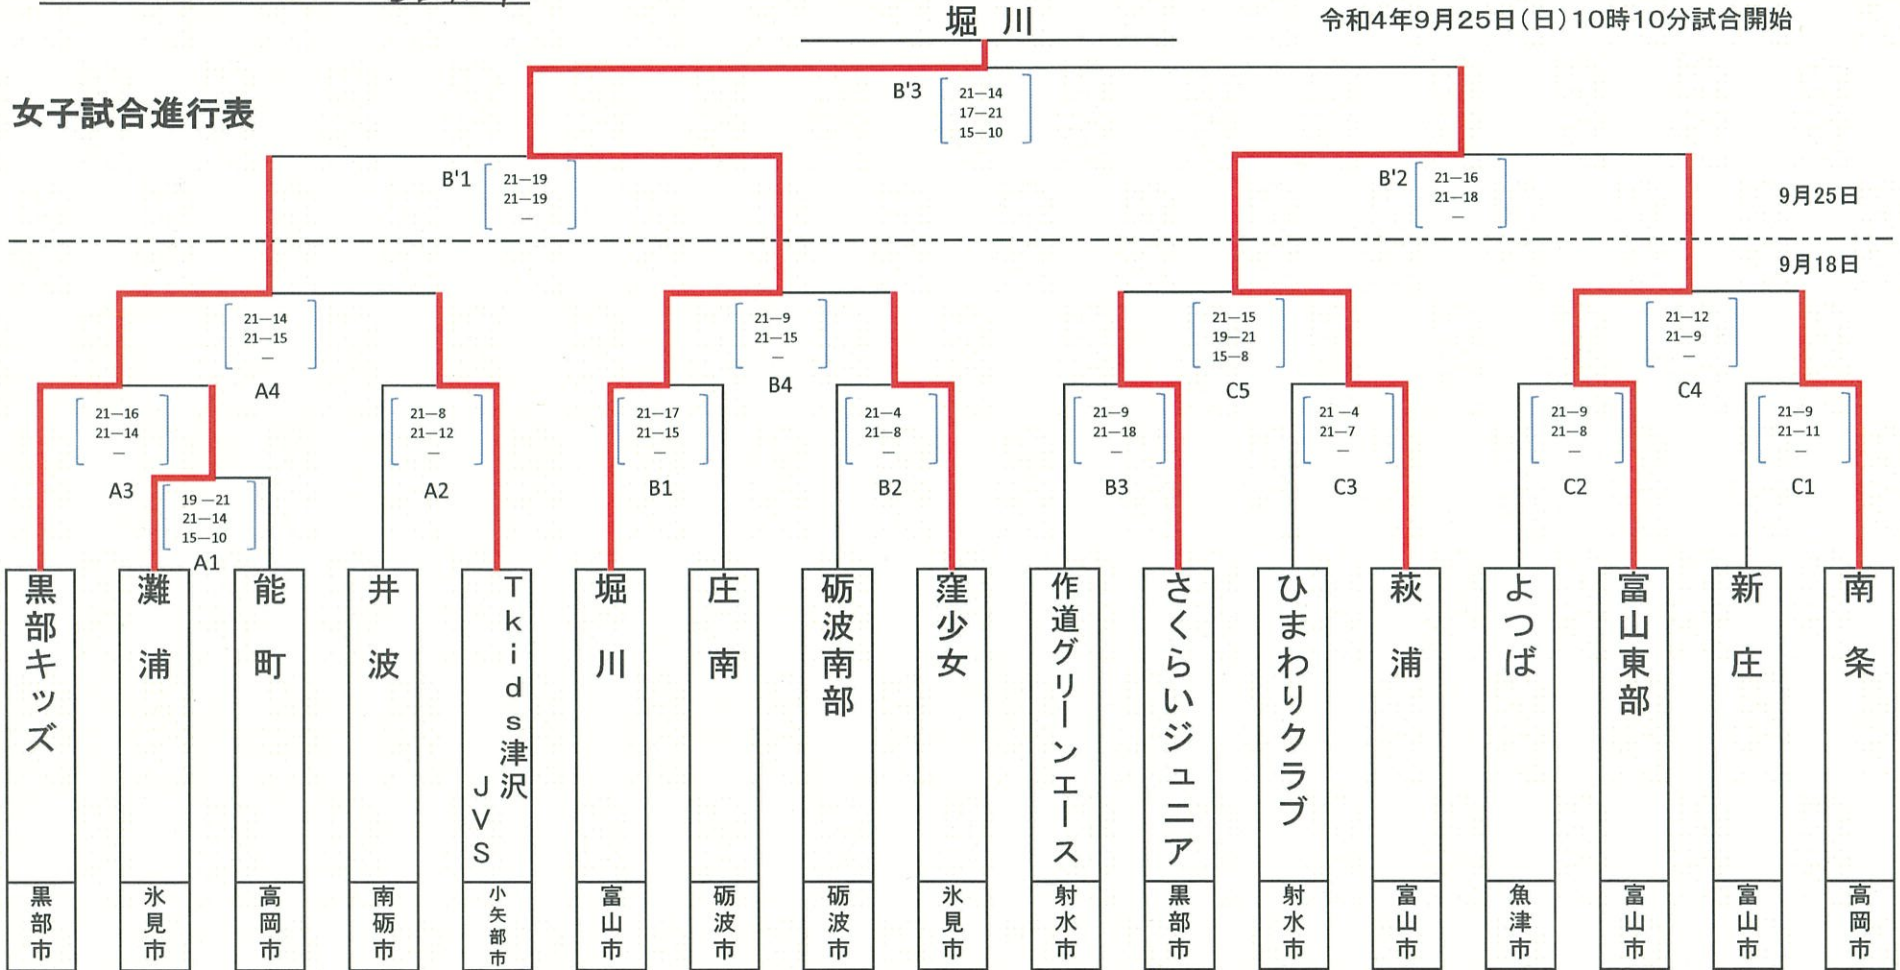 堀 川
令和4年9月25日(日)10時10分試合開始
女子試合進行表
B'3
21―14
17―21
15―10
B'1
21―19
21―19
―
B'2
21―16
21―18
―
9月25日
9月18日
21―14
21―15
―
A4
21―9
21―15
―
B4
21―15
19―21
15―8
C5
21―12
21―9
―
C4
21―16
21―14
―
A3
21―8
21―12
―
A2
21―17
21―15
―
B1
21―4
21―8
―
B2
21―9
21―18
―
B3
21 ―4
21―7
―
C3
21―9
21―8
―
C2
21―9
21―11
―
C1
19 ―21
21―14
15―10
A1
黒部キッズ
灘 浦
能 町
井 波
Tkids津沢
JVS
堀 川
庄 南
砺波南部
窪少女
作道グリーンエース
さくらいジュニア
ひまわりクラブ
萩 浦
よつば
富山東部
新 庄
南 条
黒部市
氷見市
高岡市
南砺市
小矢部市
富山市
砺波市
砺波市
氷見市
射水市
黒部市
射水市
富山市
魚津市
富山市
富山市
高岡市